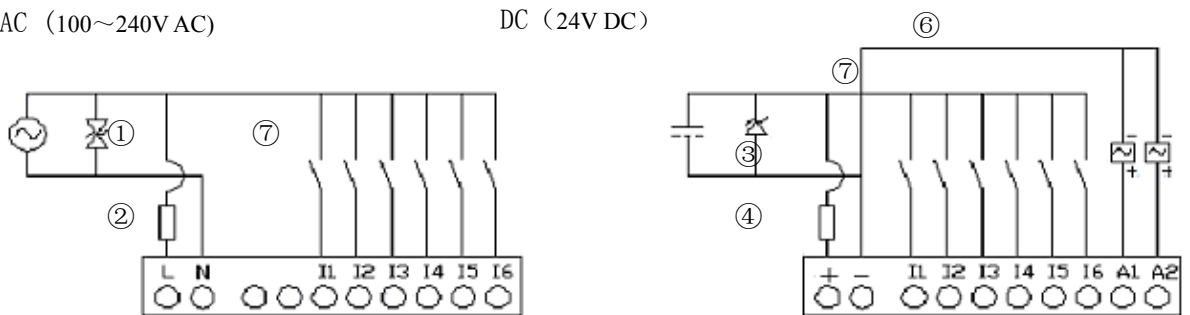 AC (100～240V AC)
DC（24V DC）
⑥
⑦
① ⑦ ③
② ④
- -
+ +
L N I1 I2 I3 I4 I5 I6
+ - I1 I2 I3 I4 I5 I6 A1 A2